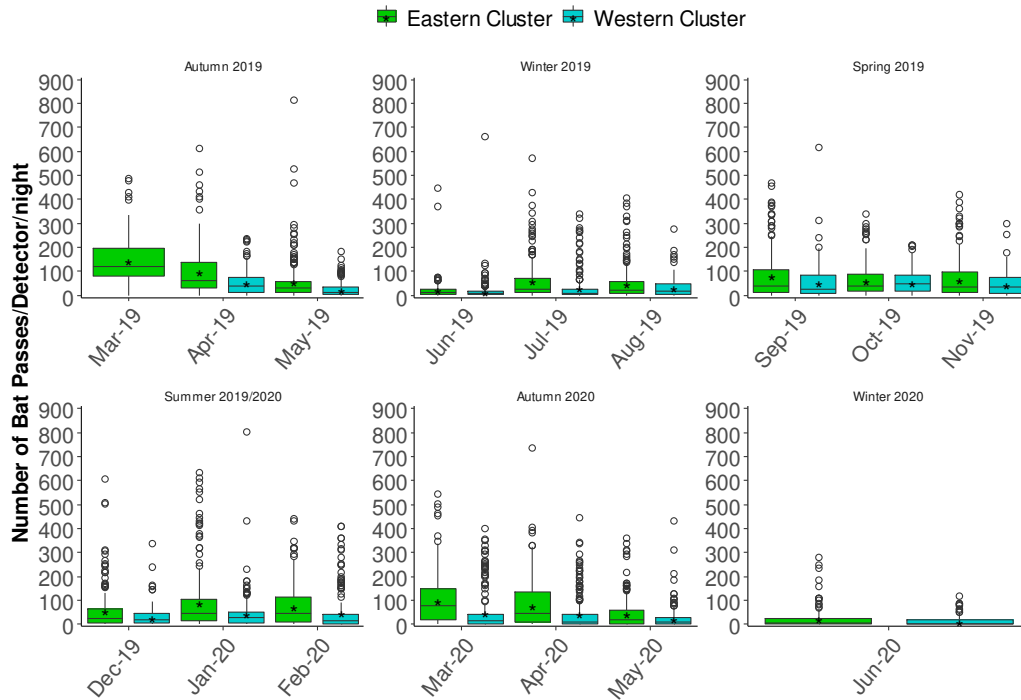 Eastern Cluster Western Cluster
Number of Bat Passes/Detector/night
Autumn 2019
900
800
700
600
500
400
300
200
100
0
Mar-19
Apr-19
May-19
Winter 2019
900
800
700
600
500
400
300
200
100
0
Jun-19
Jul-19
Aug-19
Spring 2019
900
800
700
600
500
400
300
200
100
0
Sep-19
Oct-19
Nov-19
Summer 2019/2020
900
800
700
600
500
400
300
200
100
0
Dec-19
Jan-20
Feb-20
Autumn 2020
900
800
700
600
500
400
300
200
100
0
Mar-20
Apr-20
May-20
Winter 2020
900
800
700
600
500
400
300
200
100
0
Jun-20